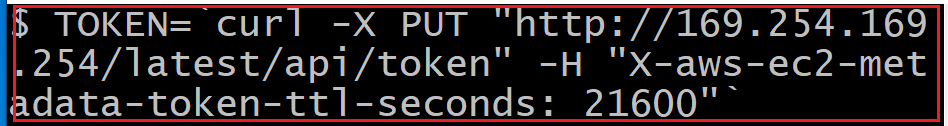 $ TOKEN=`curl -X PUT "http://169.254.169
.254/latest/api/token" -H "X-aws-ec2-met
adata-token-ttl-seconds: 21600"`